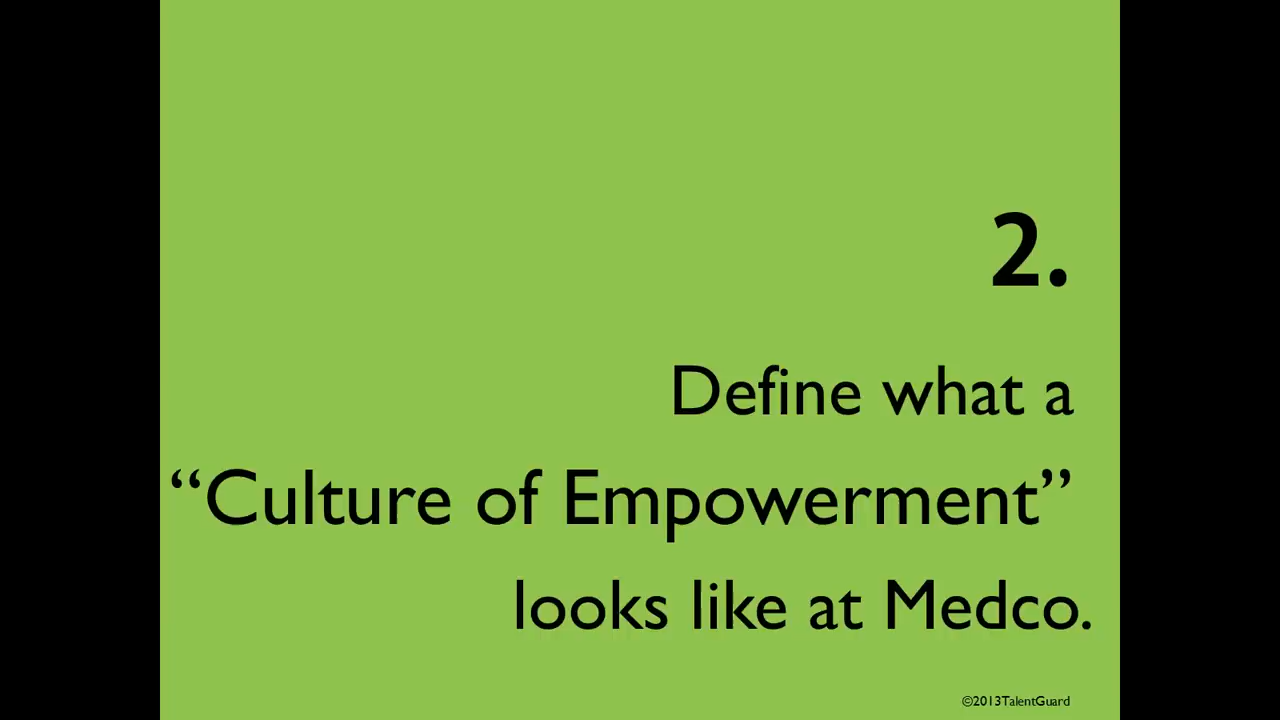 2.
Define what a
“Culture of Empowerment”
looks like at Medco.
©2013TalentGuard